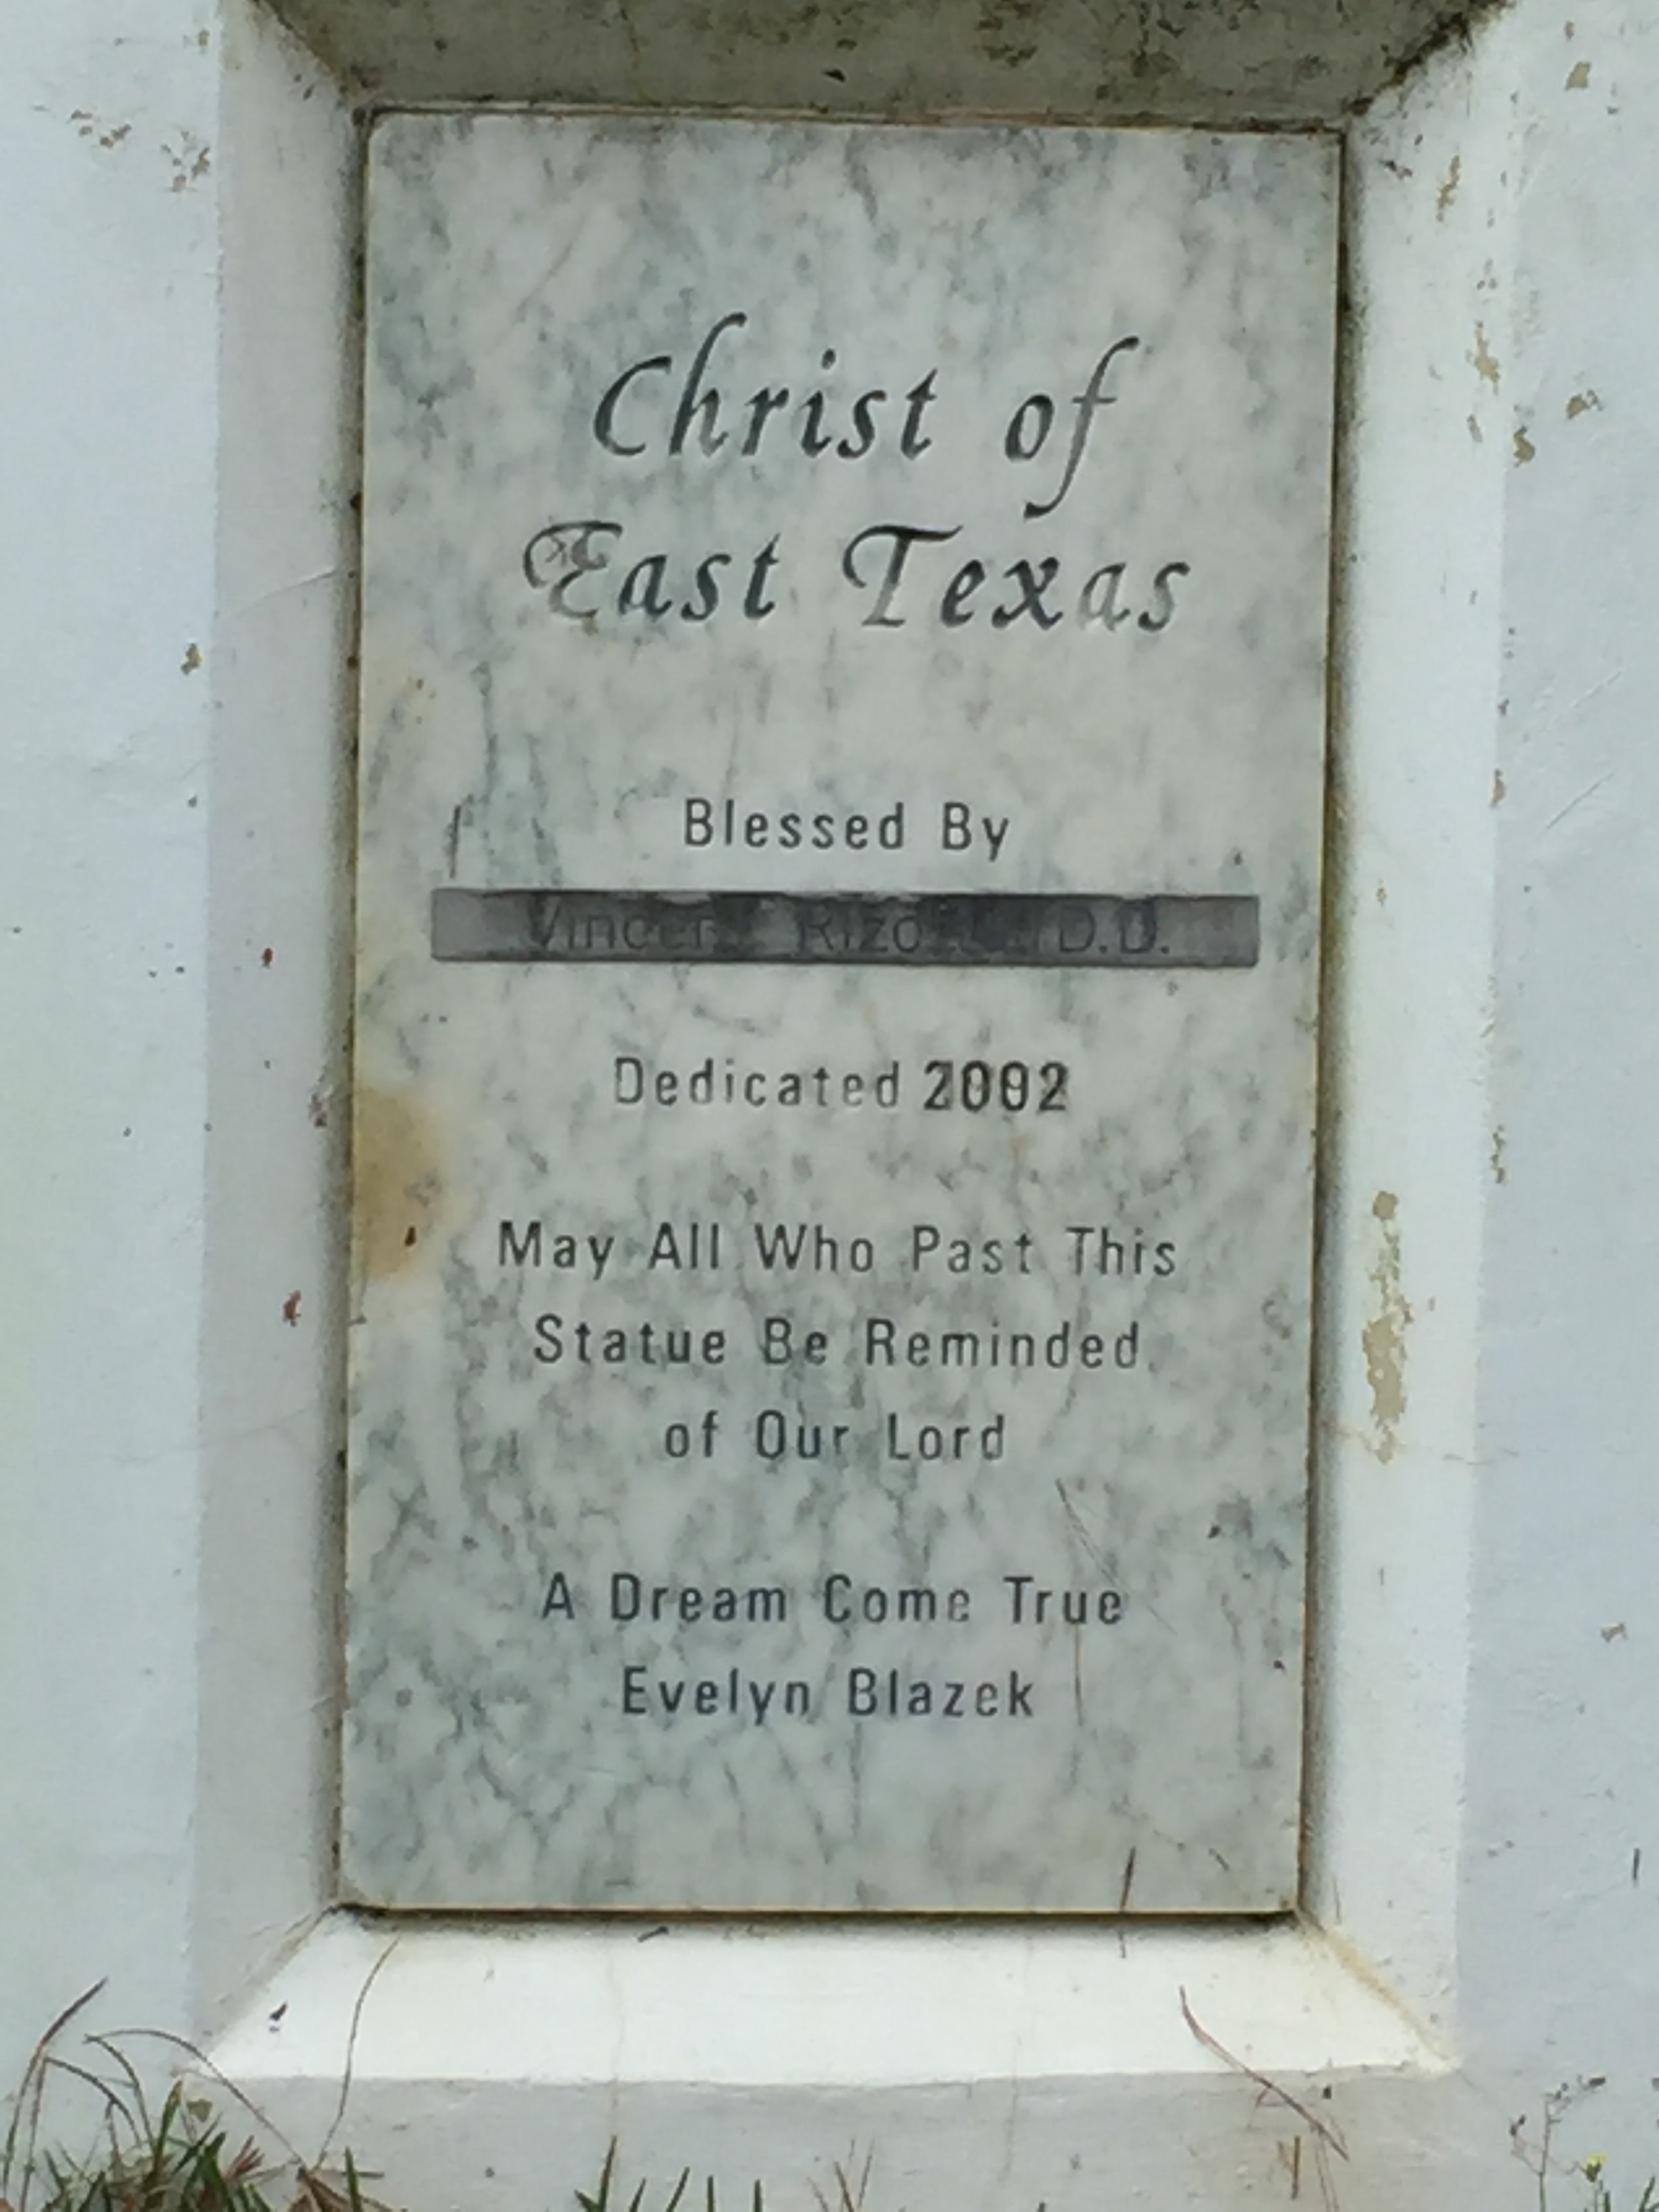 Christ of
East Texas
Blessed By
D.D.
Dedicated 2002
May All Who Past This
Statue Be Reminded
of Our Lord
A Dream Come True
Evelyn Blazek